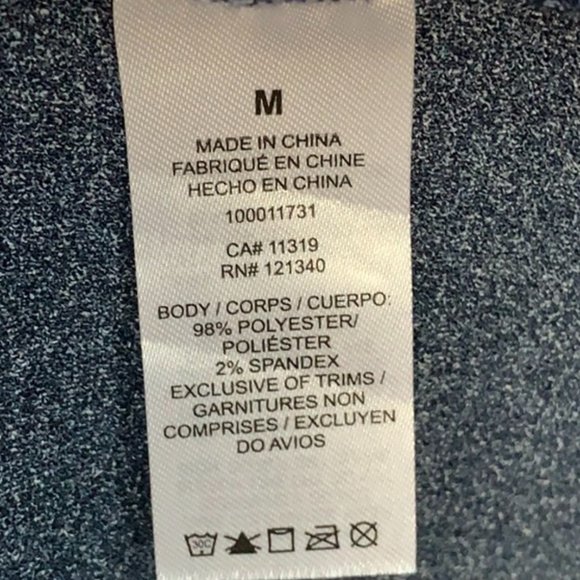 M
MADE IN CHINA
FABRIQUÉ EN CHINE
HECHO EN CHINA
100011731
CA# 11319
RN# 121340
BODY / CORPS / CUERPO:
98% POLYESTER/
POLIÉSTER
2% SPANDEX
EXCLUSIVE OF TRIMS /
GARNITURES NON
COMPRISES / EXCLUYEN
DO AVIOS
30C